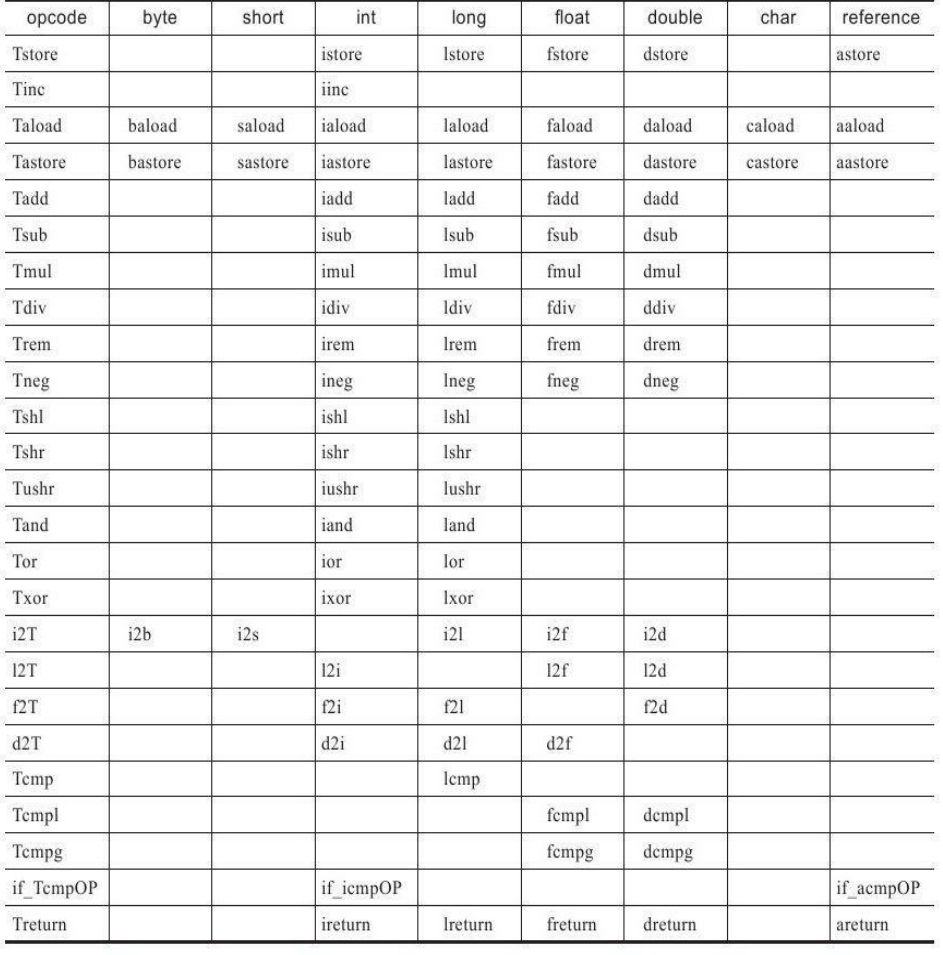 opcode byte short int long float double char reference
Tstore istore lstore fstore dstore astore
Tinc iinc
Taload baload saload iaload laload faload daload caload aaload
Tastore bastore sastore iastore lastore fastore dastore castore aastore
Tadd iadd ladd fadd dadd
Tsub isub lsub fsub dsub
Tmul imul lmul fmul dmul
Tdiv idiv ldiv fdiv ddiv
Trem irem lrem frem drem
Tneg ineg lneg fneg dneg
Tshl ishl lshl
Tshr ishr lshr
Tushr iushr lushr
Tand iand land
Tor ior lor
Txor ixor lxor
i2T i2b i2s i2l i2f i2d
l2T l2i l2f l2d
f2T f2i f2l f2d
d2T d2i d2l d2f
Tcmp lcmp
Tcmpl fcmpl dcmpl
Tcmpg fcmpg dcmpg
if_TcmpOP if_icmpOP if_acmpOP
Treturn ireturn lreturn freturn dreturn areturn